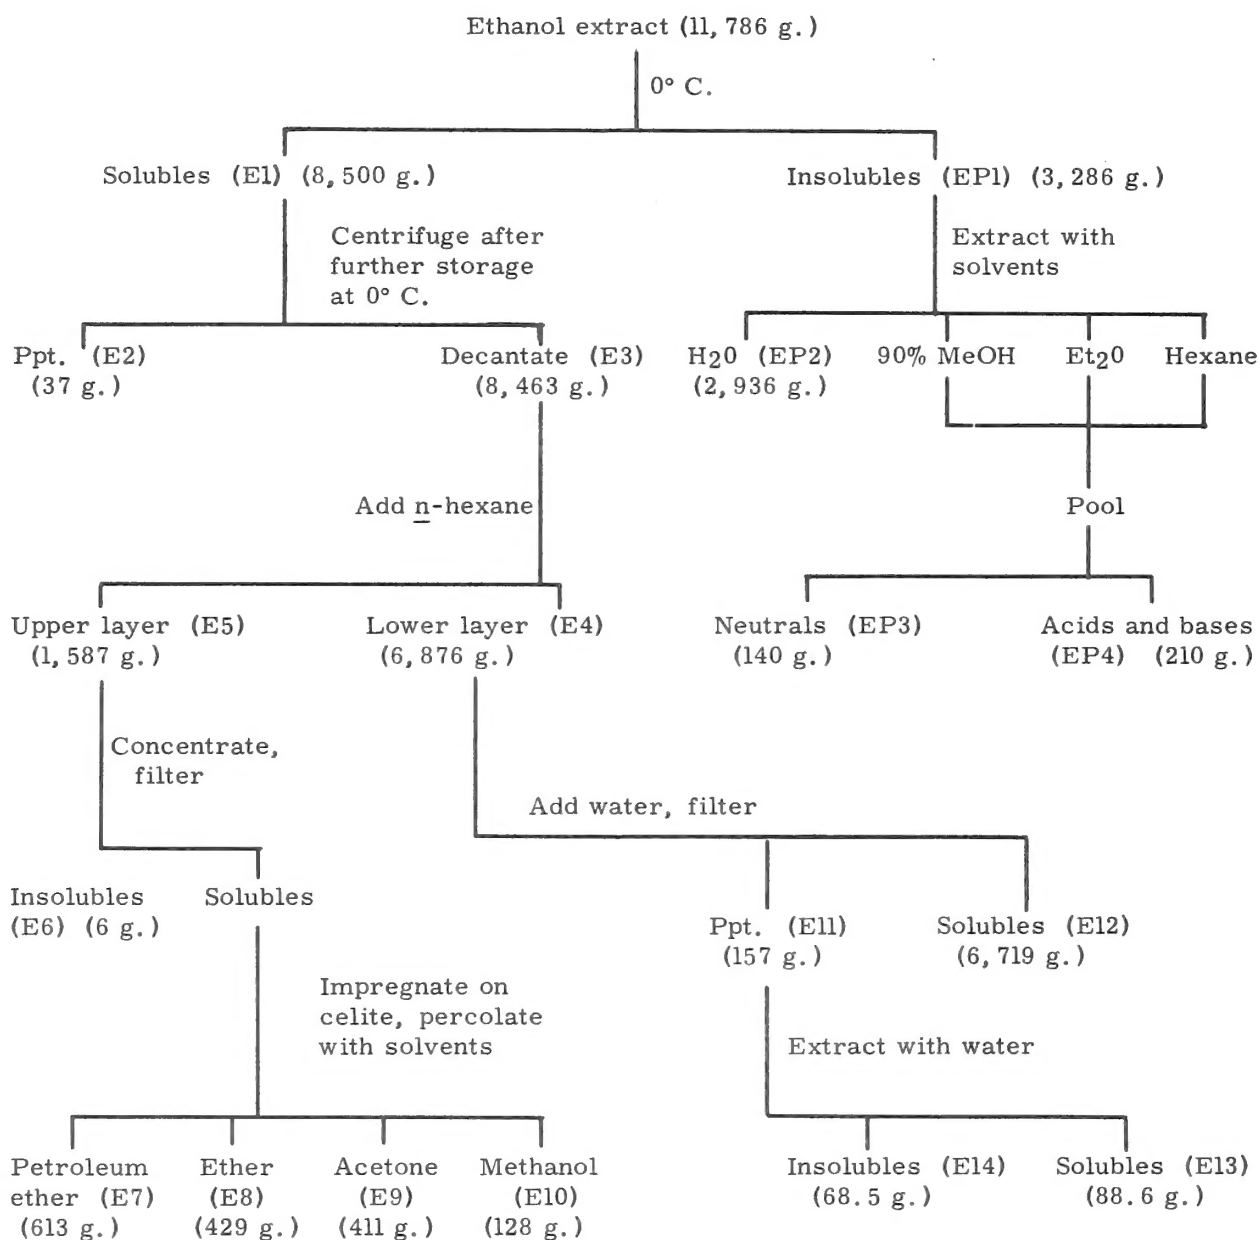 Ethanol extract (11, 786 g.)
0° C.
Solubles (E1) (8, 500 g.)
Insolubles (EP1) (3, 286 g.)
Centrifuge after
further storage
at 0° C.
Extract with
solvents
Ppt. (E2)
(37 g.)
Decantate (E3)
(8, 463 g.)
H20 (EP2)
(2, 936 g.)
90% MeOH
Et20
Hexane
Add n-hexane
Pool
Upper layer (E5)
(1, 587 g.)
Lower layer (E4)
(6, 876 g.)
Neutrals (EP3)
(140 g.)
Acids and bases
(EP4) (210 g.)
Concentrate,
filter
Add water, filter
Insolubles
(E6) (6 g.)
Solubles
Ppt. (E11)
(157 g.)
Solubles (E12)
(6, 719 g.)
Impregnate on
celite, percolate
with solvents
Extract with water
Petroleum
ether (E7)
(613 g.)
Ether
(E8)
(429 g.)
Acetone
(E9)
(411 g.)
Methanol
(E10)
(128 g.)
Insolubles (E14)
(68.5 g.)
Solubles (E13)
(88.6 g.)